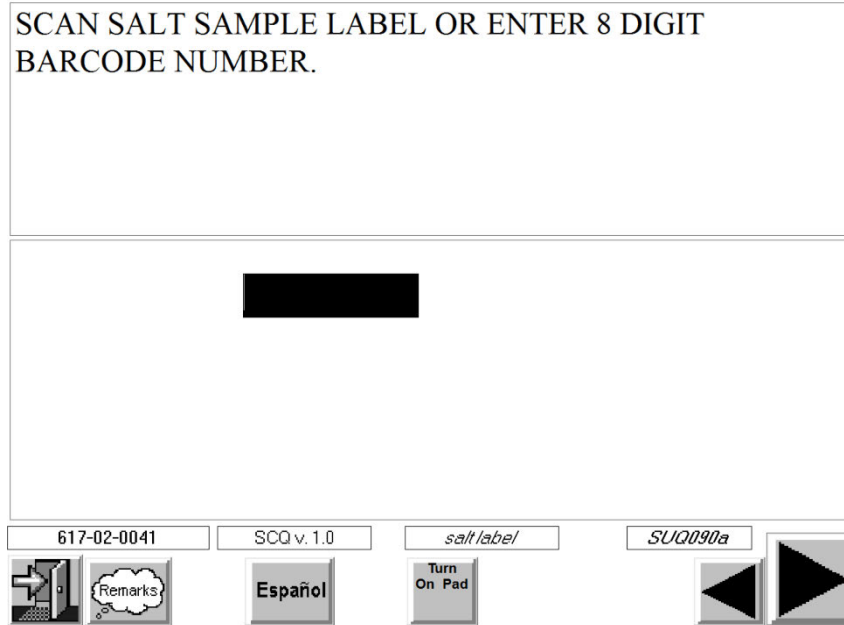 SCAN SALT SAMPLE LABEL OR ENTER 8 DIGIT
BARCODE NUMBER.
617-02-0041
SCQ v. 1.0
salt label
SUQ090a
Remarks
Español
Turn
On Pad